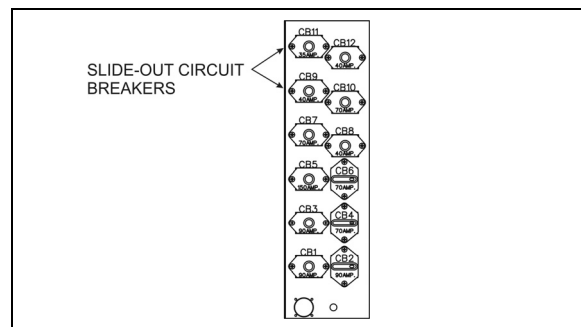 CB11
35AMP.
CB12
40AMP.
SLIDE-OUT CIRCUIT
BREAKERS
CB9
40AMP.
CB10
70AMP.
CB7
70AMP.
CB8
40AMP.
CB5
150AMP.
CB6
70AMP.
CB3
90AMP.
CB4
70AMP.
CB1
90AMP.
CB2
90AMP.